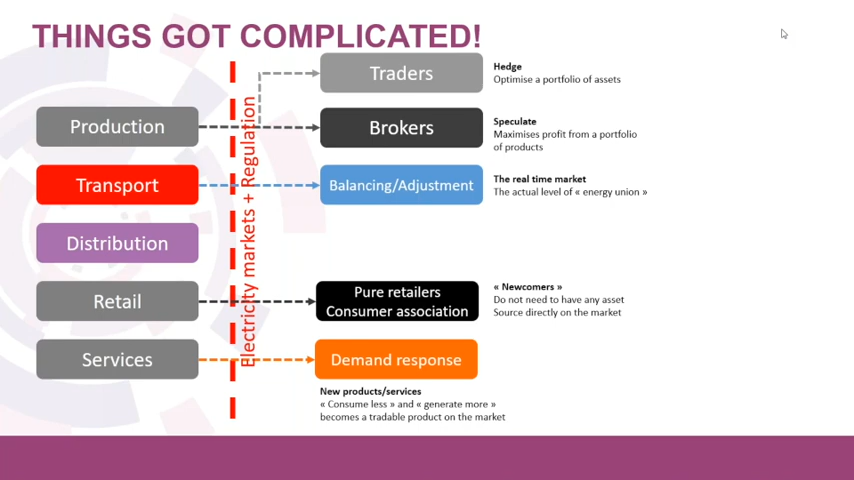 THINGS GOT COMPLICATED!
Production
Transport
Distribution
Retail
Services
Electricity markets + Regulation
Traders
Hedge
Optimise a portfolio of assets
Brokers
Speculate
Maximises profit from a portfolio
of products
Balancing/Adjustment
The real time market
The actual level of « energy union »
Pure retailers
Consumer association
« Newcomers »
Do not need to have any asset
Source directly on the market
Demand response
New products/services
« Consume less » and « generate more »
becomes a tradable product on the market